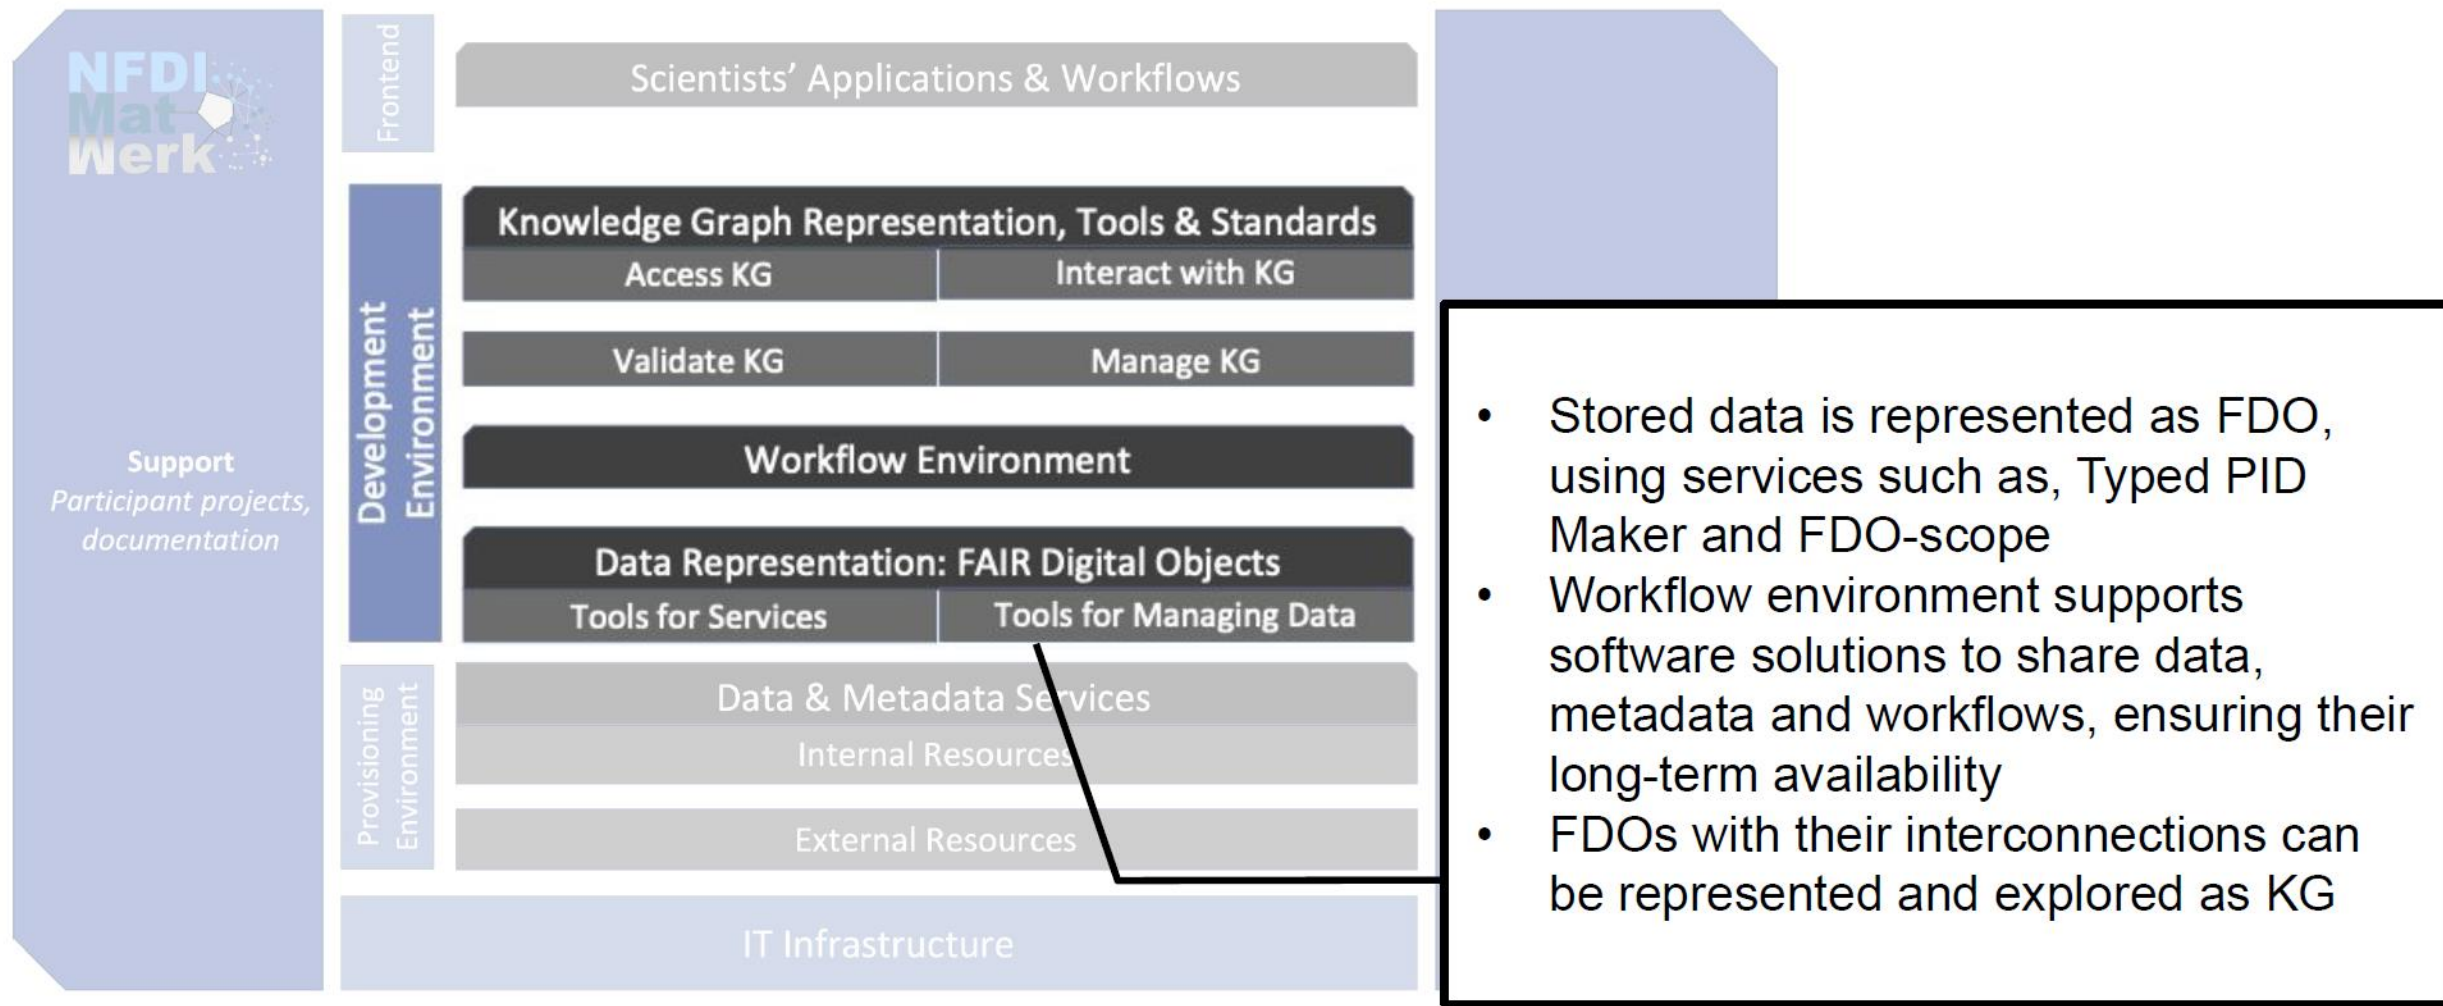 NFDI
Mat
Werk
Support
Participant projects,
documentation
Frontend
Scientists' Applications & Workflows
Development
Environment
Knowledge Graph Representation, Tools & Standards
Access KG
Interact with KG
Validate KG
Manage KG
Workflow Environment
Data Representation: FAIR Digital Objects
Tools for Services
Tools for Managing Data
Provisioning
Environment
Data & Metadata Services
Internal Resources
External Resources
IT Infrastructure
• Stored data is represented as FDO,
using services such as, Typed PID
Maker and FDO-scope
• Workflow environment supports
software solutions to share data,
metadata and workflows, ensuring their
long-term availability
• FDOs with their interconnections can
be represented and explored as KG